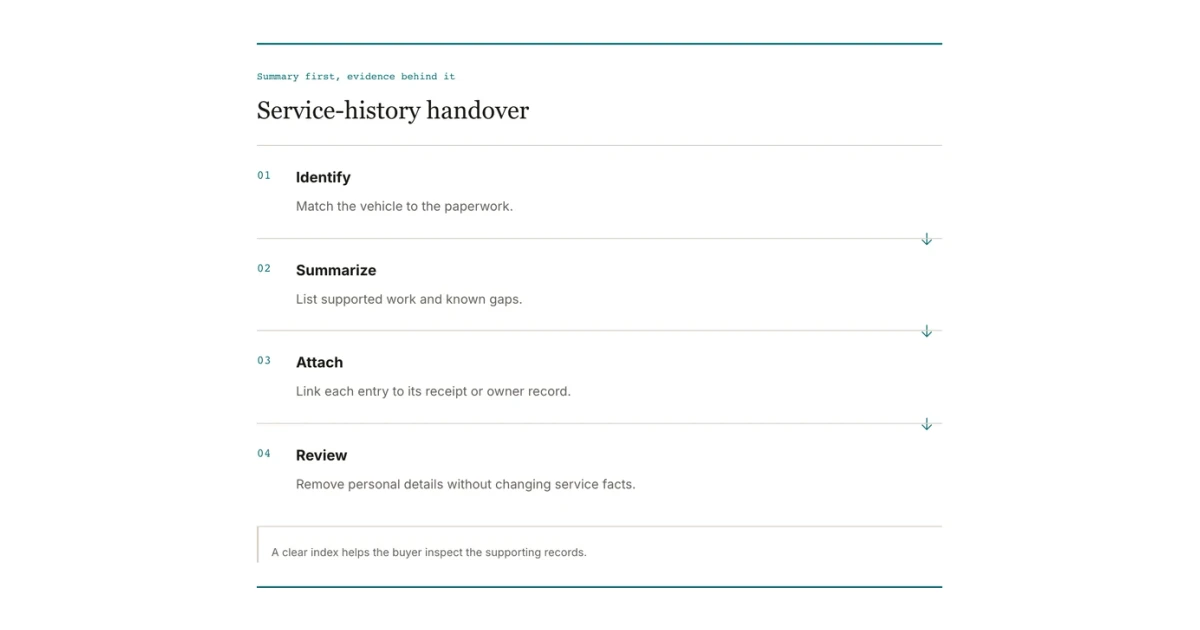 Summary first, evidence behind it
Service-history handover
01
Identify
Match the vehicle to the paperwork.
02
Summarize
List supported work and known gaps.
03
Attach
Link each entry to its receipt or owner record.
04
Review
Remove personal details without changing service facts.
A clear index helps the buyer inspect the supporting records.